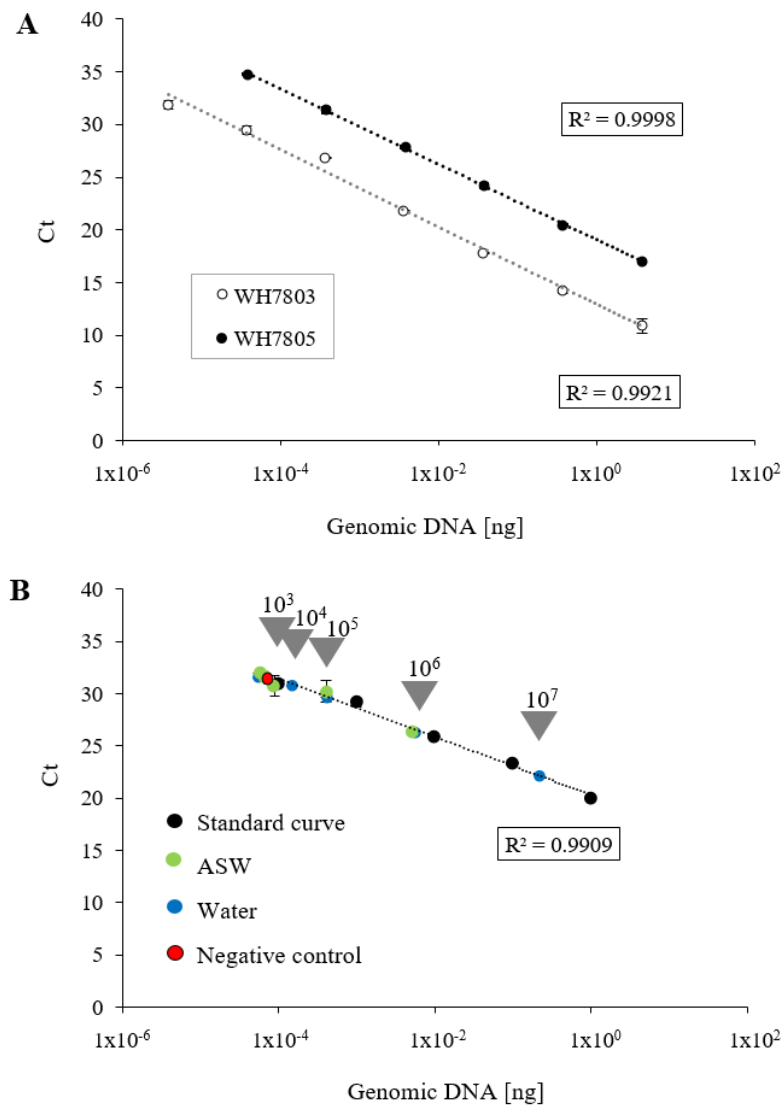 A
40
35
30
25
20
15
10
5
0
Ct
R² = 0.9998
WH7803
WH7805
R² = 0.9921
1x10⁻⁶
1x10⁻⁴
1x10⁻²
1x10⁰
1x10²
Genomic DNA [ng]
B
40
35
30
25
20
15
10
5
0
Ct
10³
10⁴
10⁵
10⁶
10⁷
Standard curve
ASW
Water
Negative control
R² = 0.9909
1x10⁻⁶
1x10⁻⁴
1x10⁻²
1x10⁰
1x10²
Genomic DNA [ng]